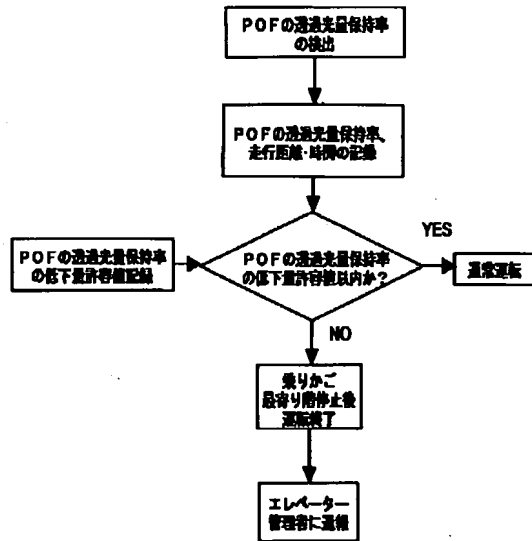 POFの透過光量保持率
の検出
POFの透過光量保持率、
走行距離・時間の記録
POFの透過光量保持率
の低下量許容値記録
POFの透過光量保持率
の低下量許容値以内か?
YES
通常運転
NO
乗りかご
最寄り階停止後
運転終了
エレベーター
管理者に通報